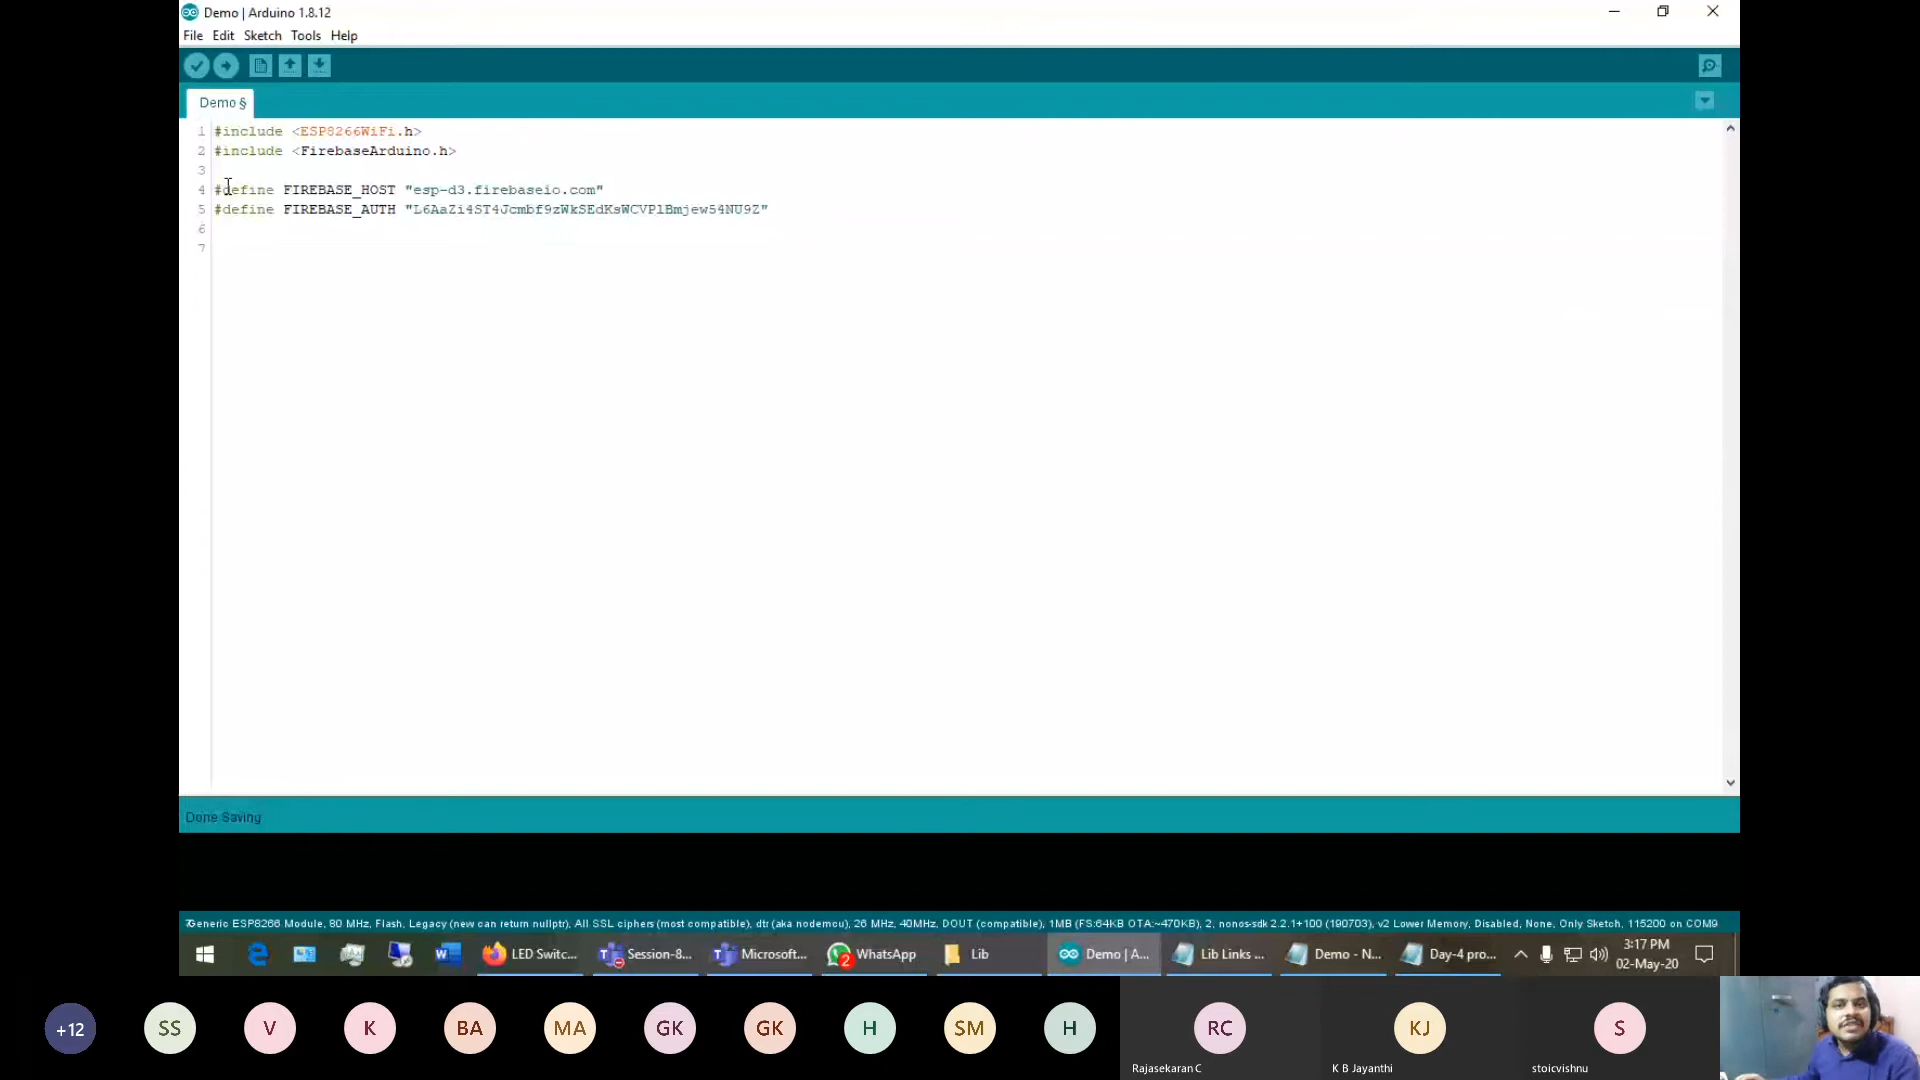 Demo | Arduino 1.8.12
File Edit Sketch Tools Help
Demo §
1 #include <ESP8266WiFi.h>
2 #include <FirebaseArduino.h>
3
4 #define FIREBASE_HOST "esp-d3.firebaseio.com"
5 #define FIREBASE_AUTH "L6AaZi4ST4Jcmbf9zWkSEdKsWCVPlBmjew54NU9Z"
6
7
Done Saving
Generic ESP8266 Module, 80 MHz, Flash, Legacy (new can return nullptr), All SSL ciphers (most compatible), dtr (aka nodemcu), 26 MHz, 40MHz, DOUT (compatible), 1MB (FS:64KB OTA:~470KB), 2, nonos-sdk 2.2.1+100 (190703), v2 Lower Memory, Disabled, None, Only Sketch, 115200 on COM9
LED Switc... Session-8... Microsoft... 2 WhatsApp Lib Demo | A... Lib Links ... Demo - N... Day-4 pro... 3:17 PM
02-May-20
+12 SS V K BA MA GK GK H SM H RC KJ S
Rajasekaran C K B Jayanthi stoicvishnu